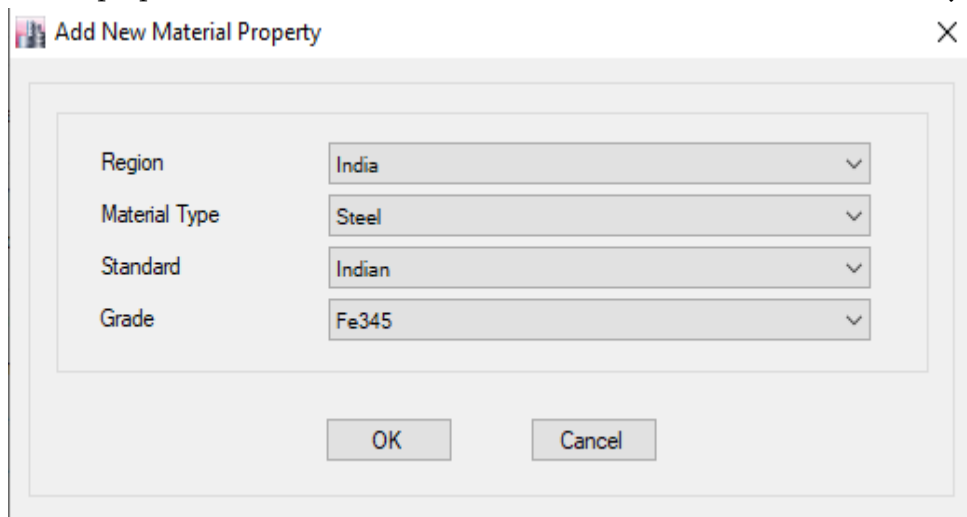 Add New Material Property
Region India
Material Type Steel
Standard Indian
Grade Fe345
OK Cancel